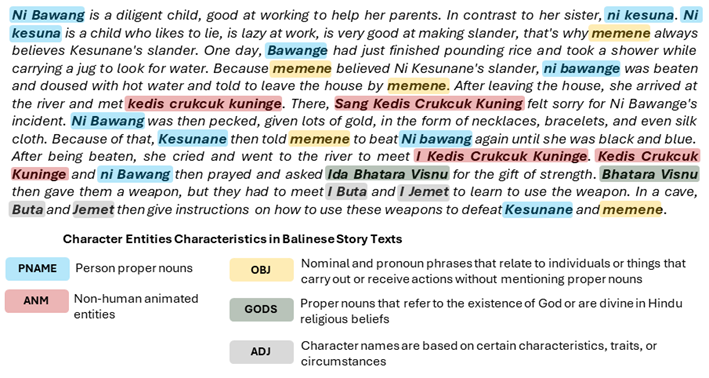 Ni Bawang is a diligent child, good at working to help her parents. In contrast to her sister, ni kesuna. Ni
kesuna is a child who likes to lie, is lazy at work, is very good at making slander, that's why memene always
believes Kesunane's slander. One day, Bawange had just finished pounding rice and took a shower while
carrying a jug to look for water. Because memene believed Ni Kesunane's slander, ni bawange was beaten
and doused with hot water and told to leave the house by memene. After leaving the house, she arrived at
the river and met kedis crukcuk kuninge. There, Sang Kedis Crukcuk Kuning felt sorry for Ni Bawange's
incident. Ni Bawang was then pecked, given lots of gold, in the form of necklaces, bracelets, and even silk
cloth. Because of that, Kesunane then told memene to beat Ni bawang again until she was black and blue.
After being beaten, she cried and went to the river to meet I Kedis Crukcuk Kuninge. Kedis Crukcuk
Kuninge and ni Bawang then prayed and asked Ida Bhatara Visnu for the gift of strength. Bhatara Visnu
then gave them a weapon, but they had to meet I Buta and I Jemet to learn to use the weapon. In a cave,
Buta and Jemet then give instructions on how to use these weapons to defeat Kesunane and memene.
Character Entities Characteristics in Balinese Story Texts
PNAME Person proper nouns
ANM Non-human animated
entities
OBJ Nominal and pronoun phrases that relate to individuals or things that
carry out or receive actions without mentioning proper nouns
GODS Proper nouns that refer to the existence of God or are divine in Hindu
religious beliefs
ADJ Character names are based on certain characteristics, traits, or
circumstances